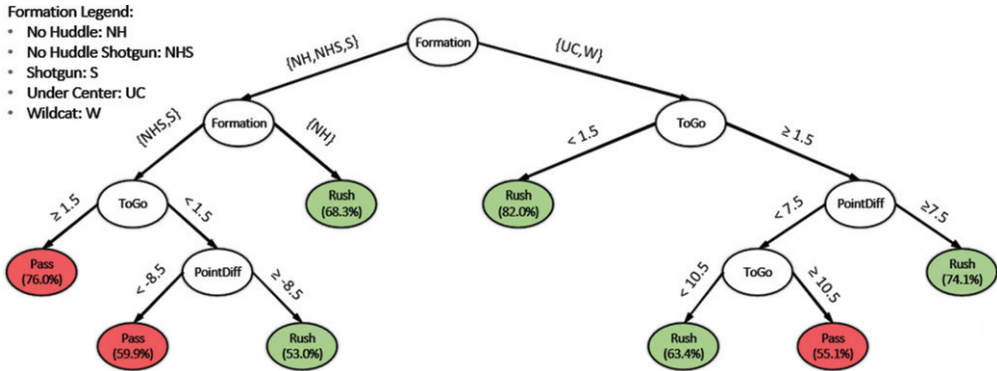 Formation Legend:
• No Huddle: NH
• No Huddle Shotgun: NHS
• Shotgun: S
• Under Center: UC
• Wildcat: W
Formation
{NH,NHS,S}
{UC,W}
Formation
ToGo
{NHS,S}
{NH}
< 1.5
≥ 1.5
ToGo
Rush
(68.3%)
Rush
(82.0%)
PointDiff
≥ 1.5
< 1.5
< 7.5
≥7.5
Pass
(76.0%)
PointDiff
ToGo
Rush
(74.1%)
< -8.5
≥ -8.5
< 10.5
≥ 10.5
Pass
(59.9%)
Rush
(53.0%)
Rush
(63.4%)
Pass
(55.1%)